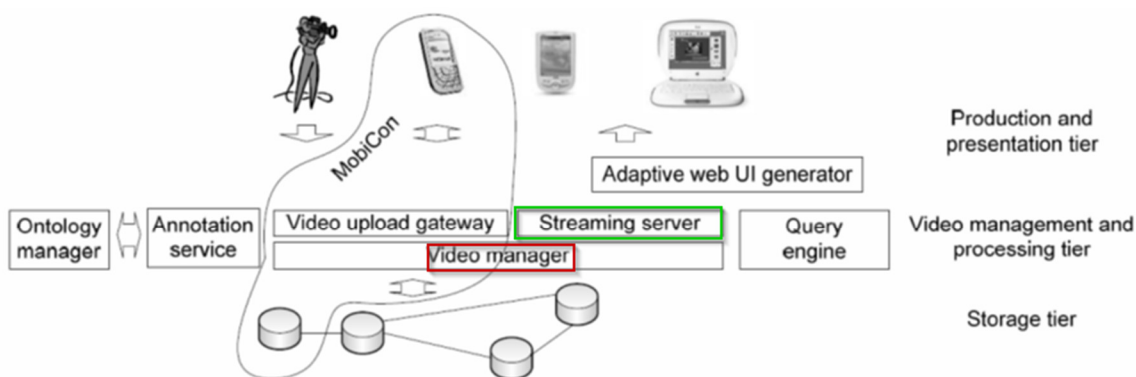 Production and
presentation tier
MobiCon
Adaptive web UI generator
Ontology
manager
Annotation
service
Video upload gateway
Streaming server
Video manager
Query
engine
Video management and
processing tier
Storage tier